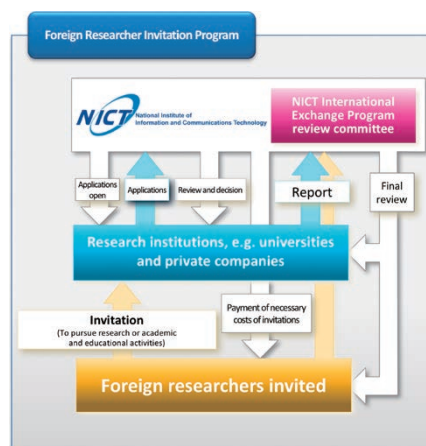 Foreign Researcher Invitation Program
NICT
National Institute of
Information and Communications Technology
NICT International
Exchange Program
review committee
Applications
open
Applications
Review and decision
Report
Final
review
Research institutions, e.g. universities
and private companies
Invitation
(To pursue research or academic
and educational activities)
Payment of necessary
costs of invitations
Foreign researchers invited